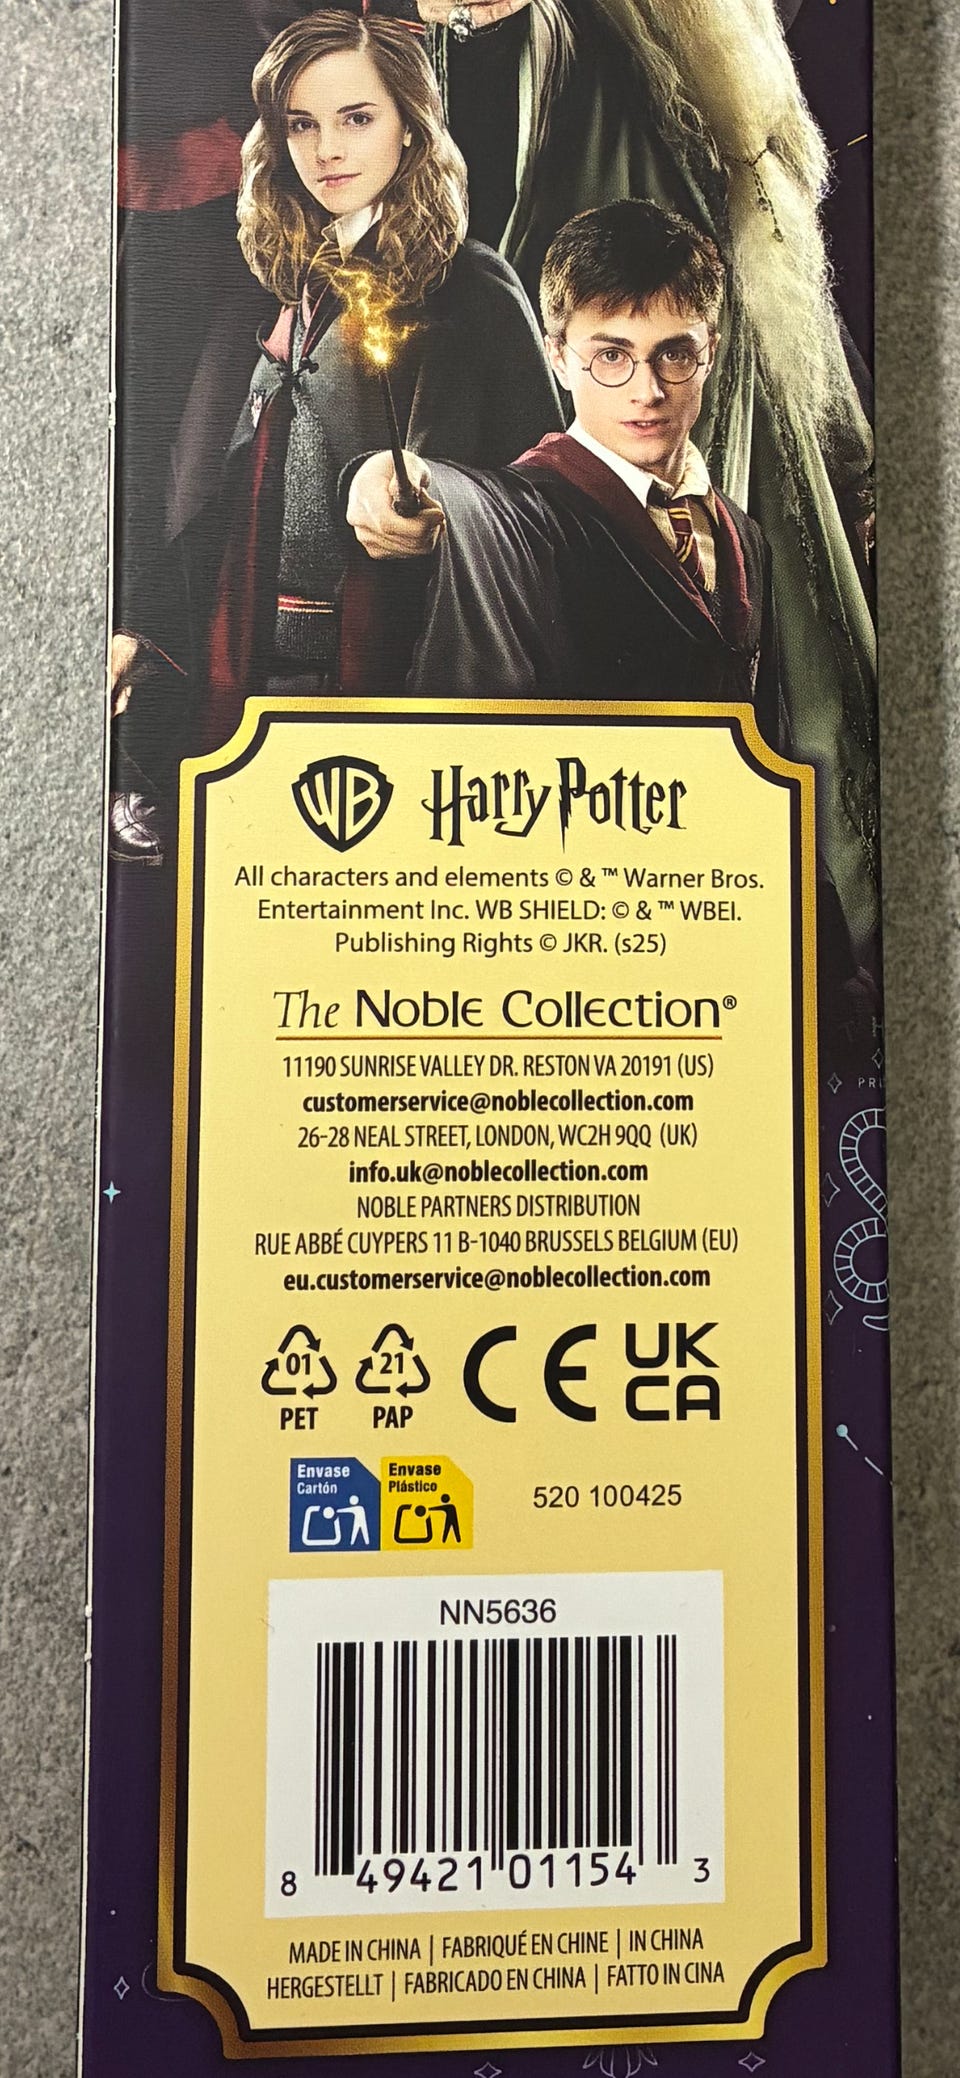 WB Harry Potter
All characters and elements © & ™ Warner Bros.
Entertainment Inc. WB SHIELD: © & ™ WBEI.
Publishing Rights © JKR. (s25)
The Noble Collection®
11190 SUNRISE VALLEY DR. RESTON VA 20191 (US)
customerservice@noblecollection.com
26-28 NEAL STREET, LONDON, WC2H 9QQ (UK)
info.uk@noblecollection.com
NOBLE PARTNERS DISTRIBUTION
RUE ABBÉ CUYPERS 11 B-1040 BRUSSELS BELGIUM (EU)
eu.customerservice@noblecollection.com
01 21 CE UK
PET PAP CA
Envase Envase
Cartón Plástico
520 100425
NN5636
8 49421 01154 3
MADE IN CHINA | FABRIQUÉ EN CHINE | IN CHINA
HERGESTELLT | FABRICADO EN CHINA | FATTO IN CINA